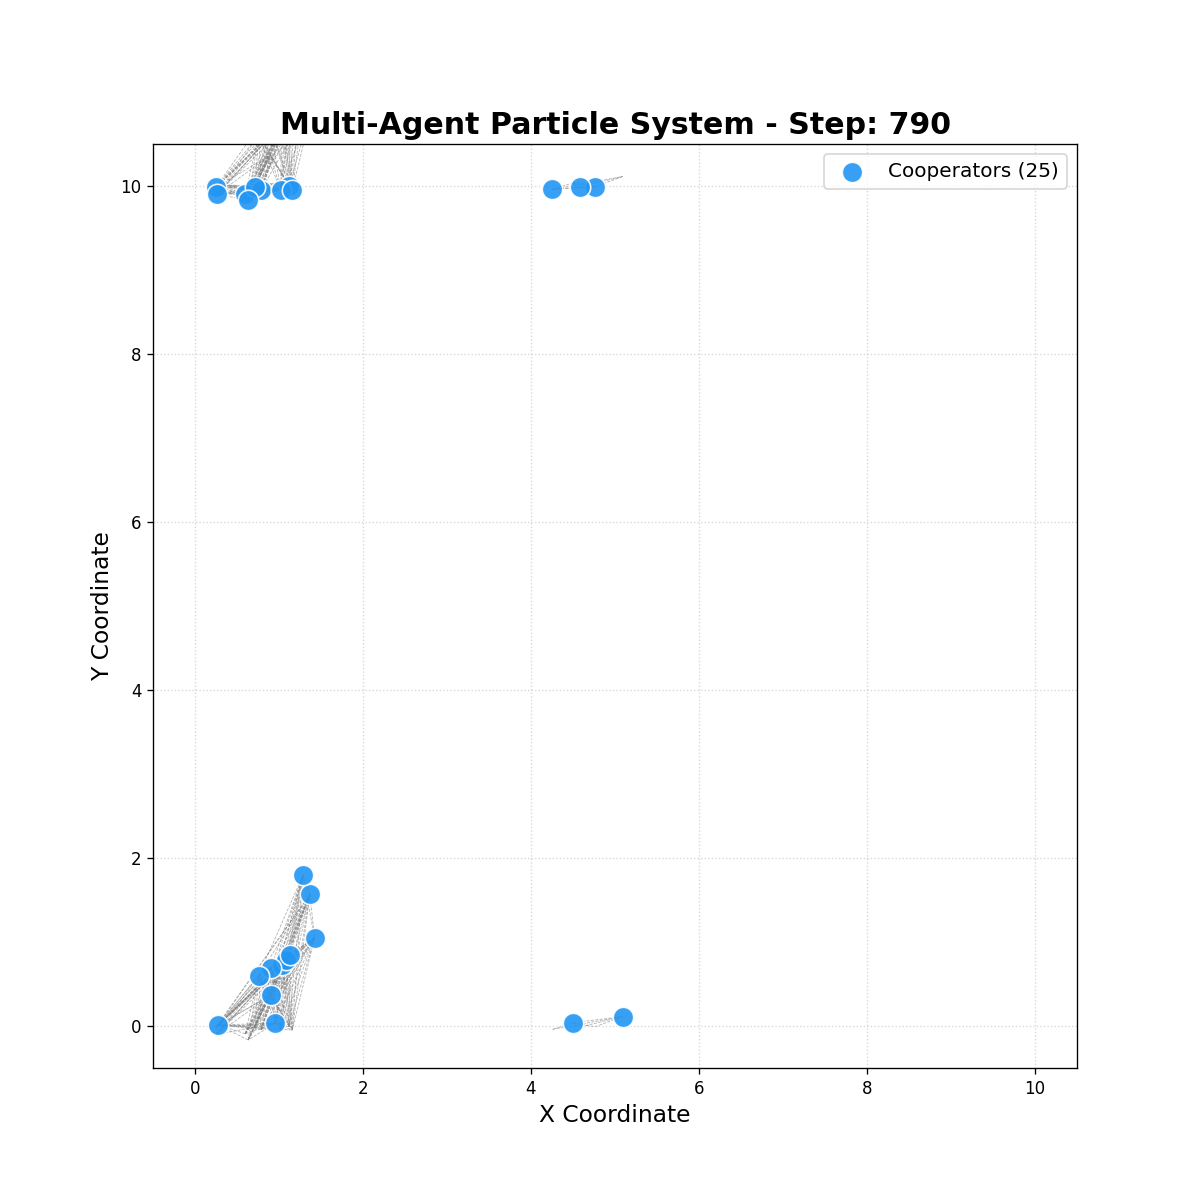 Multi-Agent Particle System - Step: 790
Cooperators (25)
10
8
6
4
2
0
Y Coordinate
0 2 4 6 8 10
X Coordinate